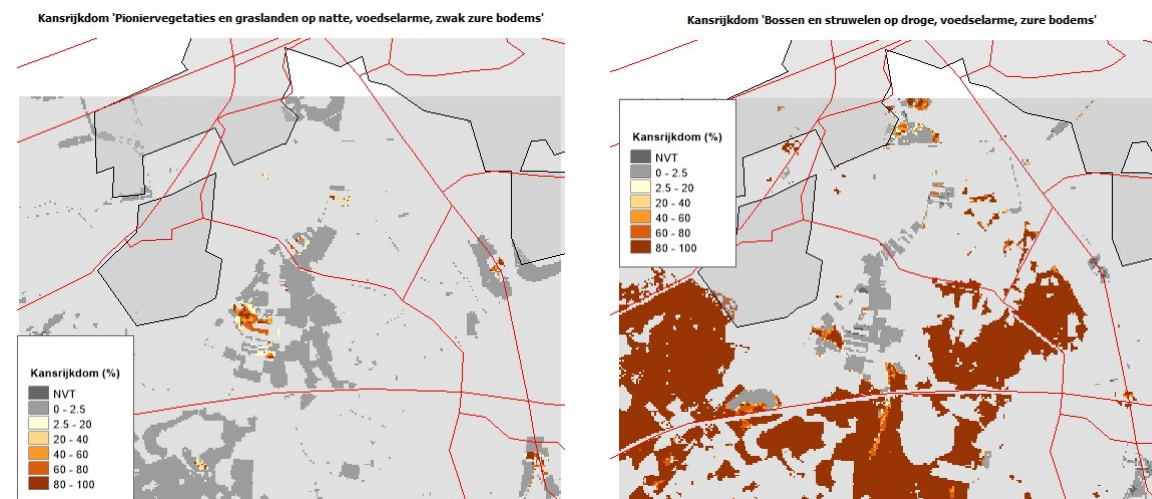 Kansrijkdom 'Pioniervegetaties en graslanden op natte, voedselarme, zwak zure bodems'
Kansrijkdom (%)
NVT
0 - 2.5
2.5 - 20
20 - 40
40 - 60
60 - 80
80 - 100
Kansrijkdom 'Bossen en struwelen op droge, voedselarme, zure bodems'
Kansrijkdom (%)
NVT
0 - 2.5
2.5 - 20
20 - 40
40 - 60
60 - 80
80 - 100